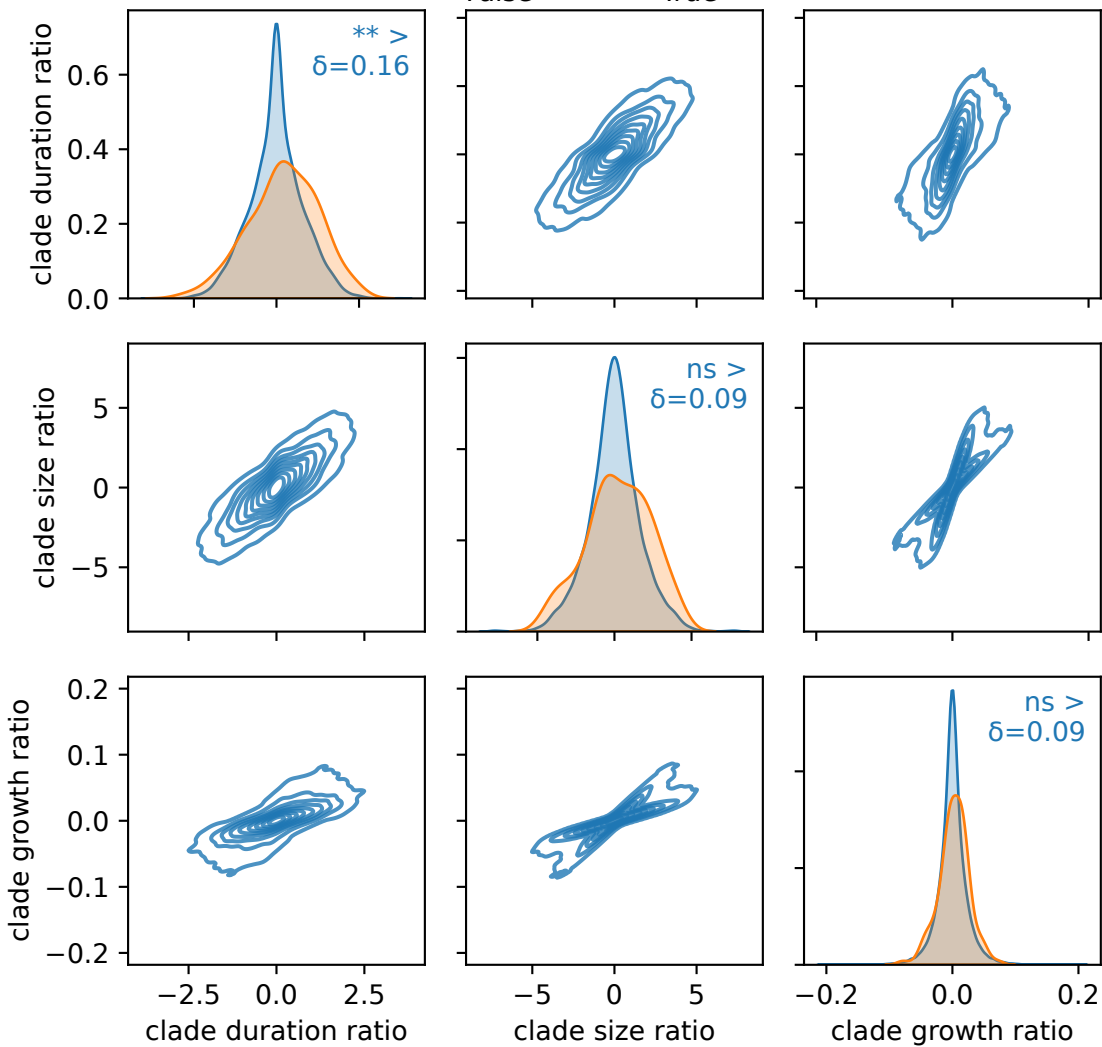 clade duration ratio
0.6
0.4
0.2
0.0
** >
δ=0.16
clade size ratio
5
0
−5
ns >
δ=0.09
clade growth ratio
0.2
0.1
0.0
−0.1
−0.2
ns >
δ=0.09
−2.5 0.0 2.5
−5 0 5
−0.2 0.0 0.2
clade duration ratio
clade size ratio
clade growth ratio